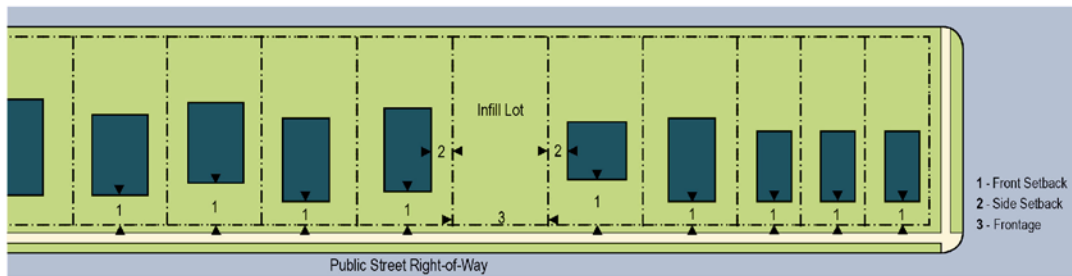 Infill Lot
2
2
1
1
1
1
3
1
1
1
1
1
1 - Front Setback
2 - Side Setback
3 - Frontage
Public Street Right-of-Way